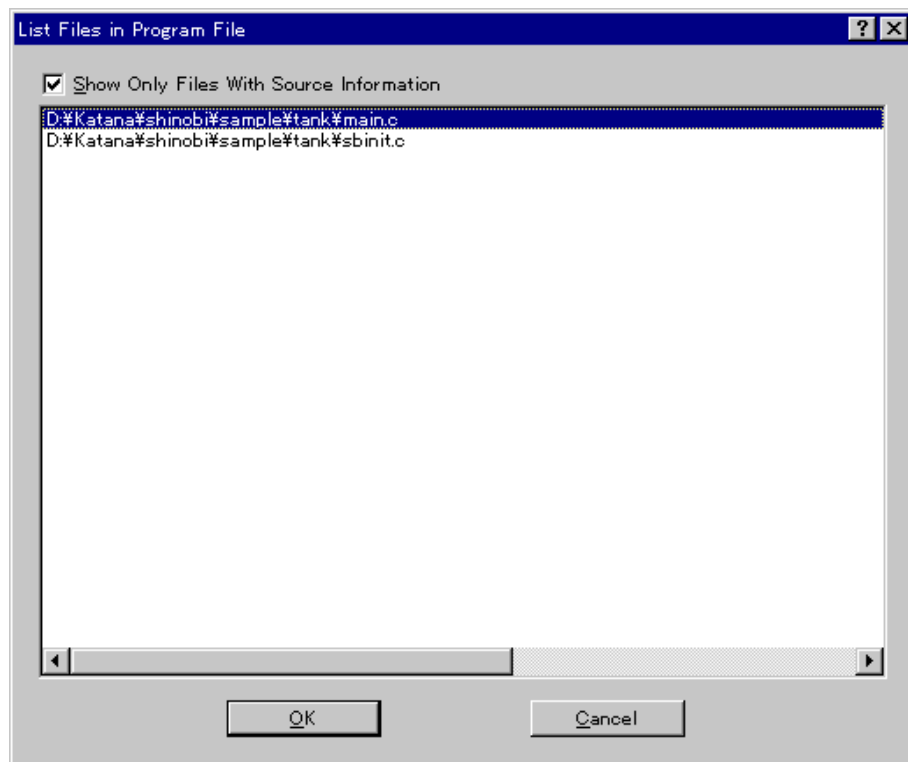 List Files in Program File
Show Only Files With Source Information
D:¥Katana¥shinobi¥sample¥tank¥main.c
D:¥Katana¥shinobi¥sample¥tank¥sbinit.c
OK Cancel